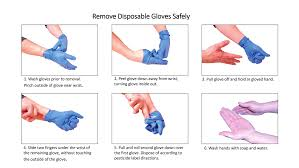 Remove Disposable Gloves Safely
1. Wash gloves prior to removal.
Pinch outside of glove near wrist.
2. Peel glove down away from wrist,
turning glove inside out.
3. Pull glove off and hold in gloved hand.
4. Slide two fingers under the wrist of
the remaining glove, without touching
the outside of the glove.
5. Pull and roll second glove down over
the first glove. Dispose of according to
pesticide label directions.
6. Wash hands with soap and water.